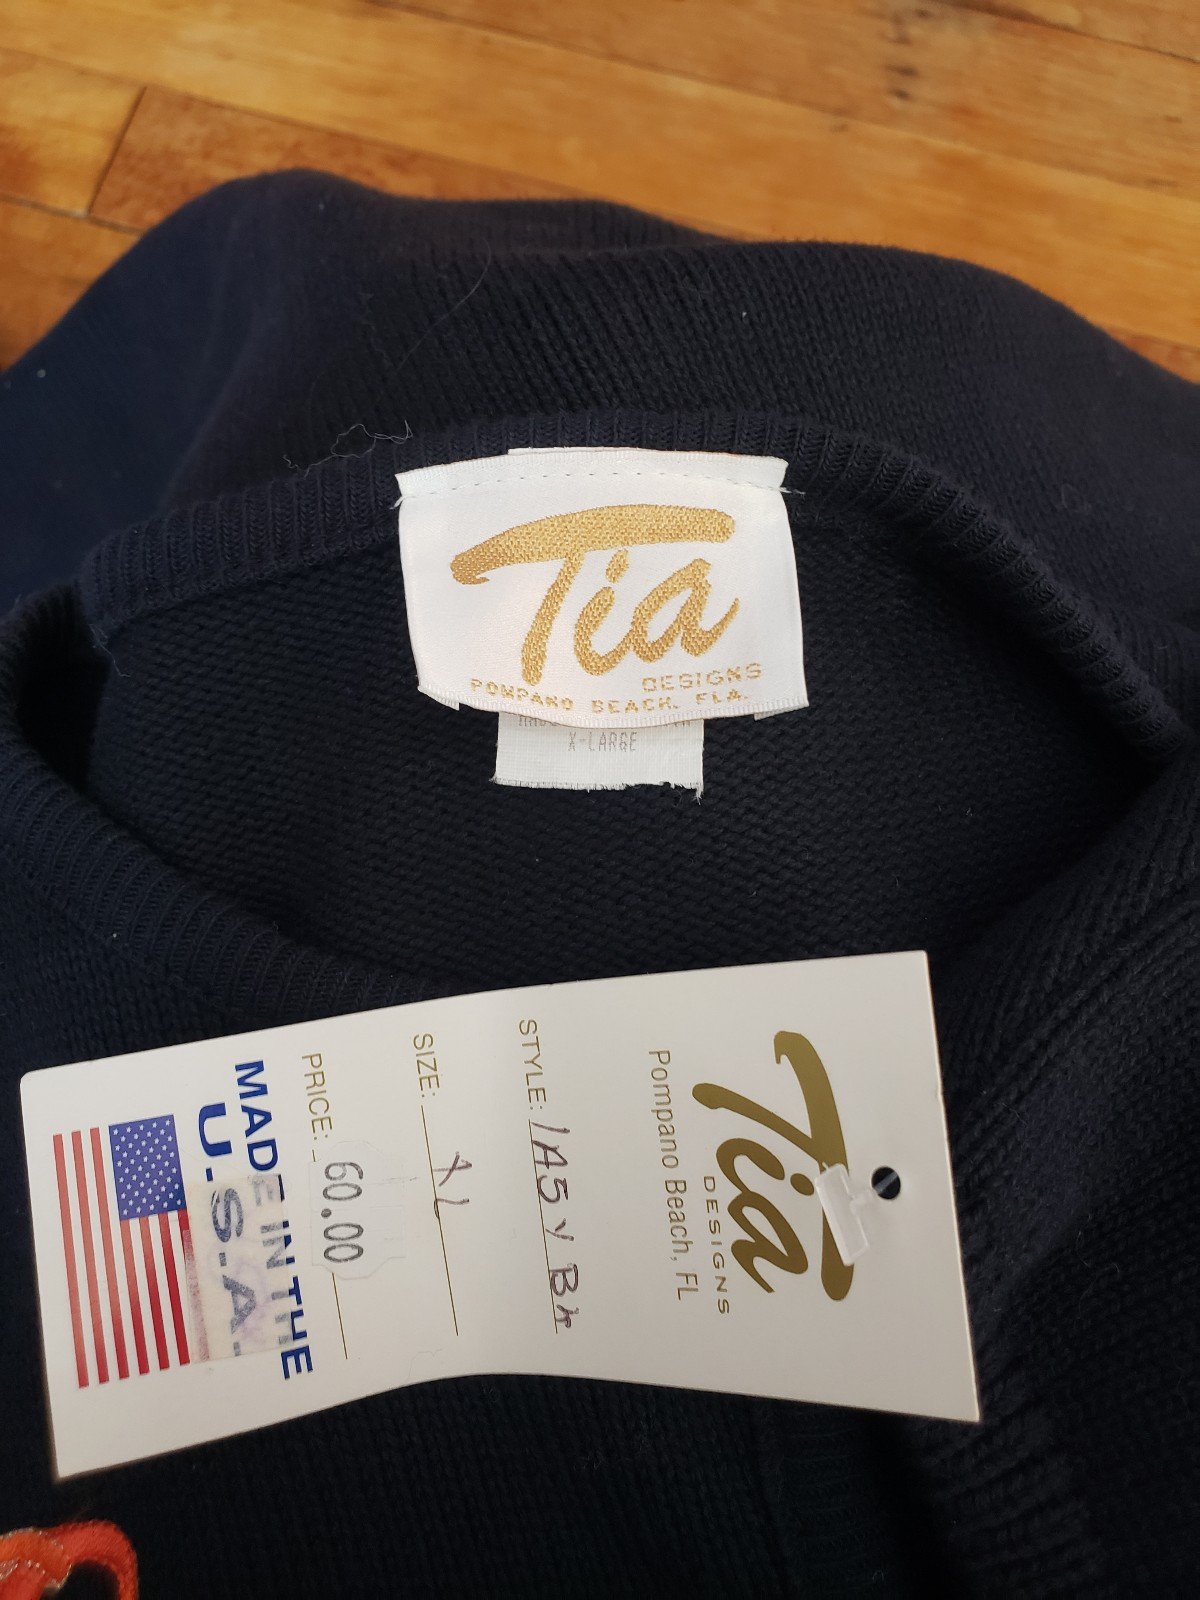 Tia
DESIGNS
POMPANO BEACH, FLA.
X-LARGE
Tia
DESIGNS
Pompano Beach, FL
STYLE:
SIZE: XL
PRICE: 60.00
MADE IN THE
U.S.A.